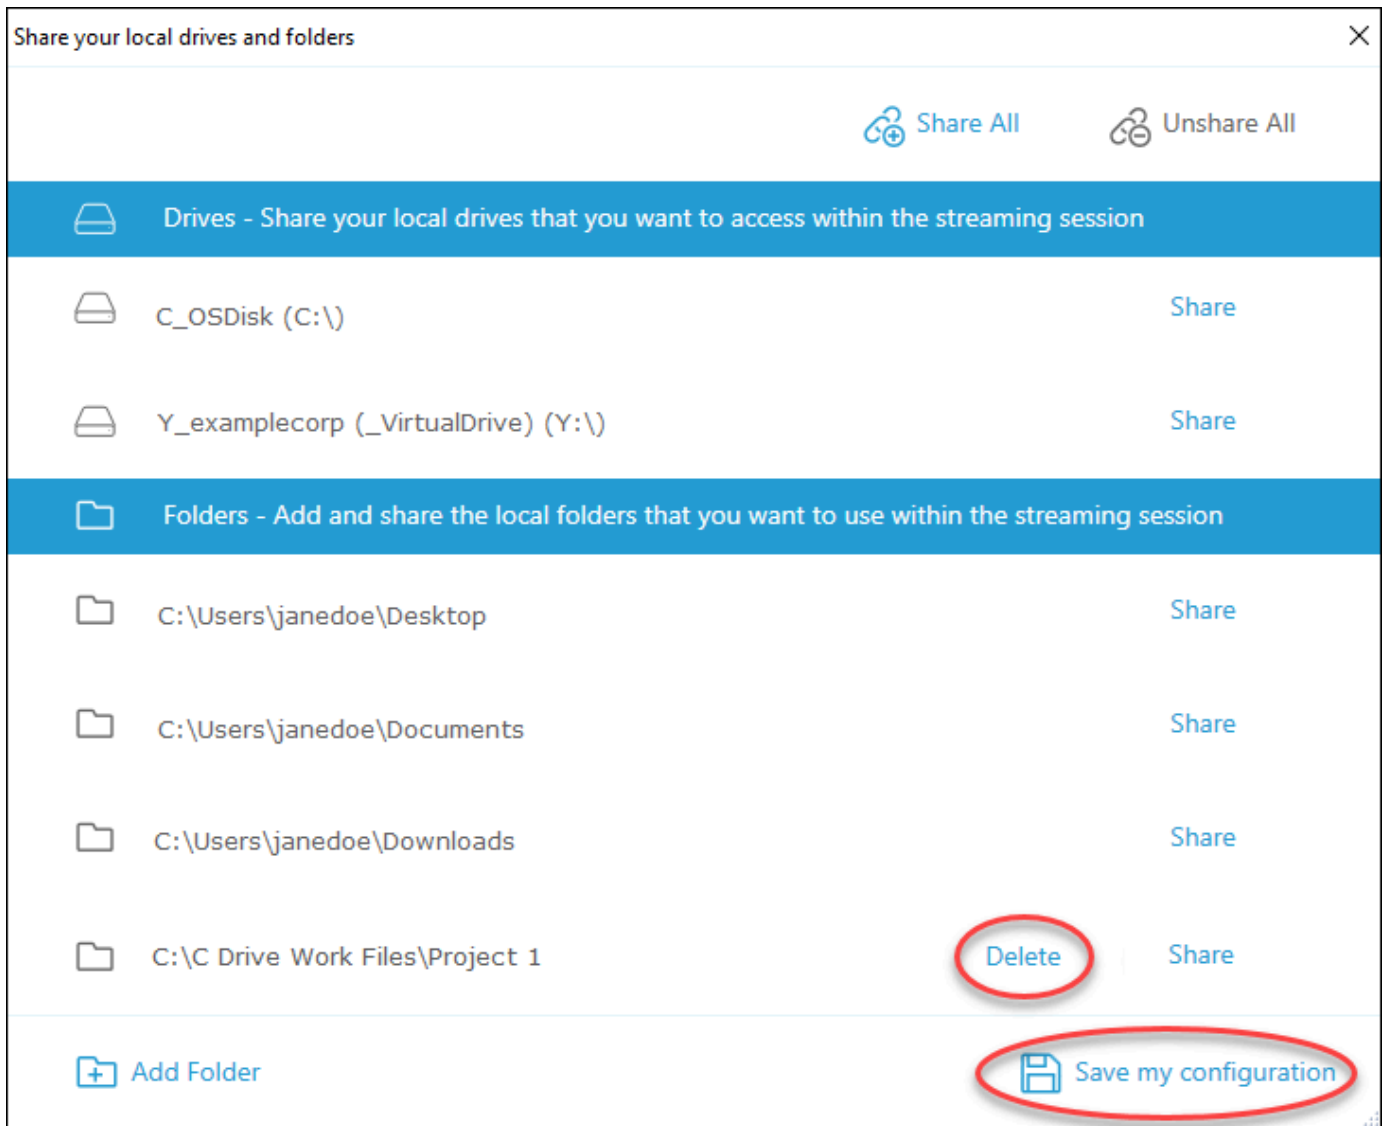 Share your local drives and folders
Share All Unshare All
Drives - Share your local drives that you want to access within the streaming session
C_OSDisk (C:\) Share
Y_examplecorp (_VirtualDrive) (Y:\) Share
Folders - Add and share the local folders that you want to use within the streaming session
C:\Users\janedoe\Desktop Share
C:\Users\janedoe\Documents Share
C:\Users\janedoe\Downloads Share
C:\C Drive Work Files\Project 1 Delete Share
Add Folder Save my configuration